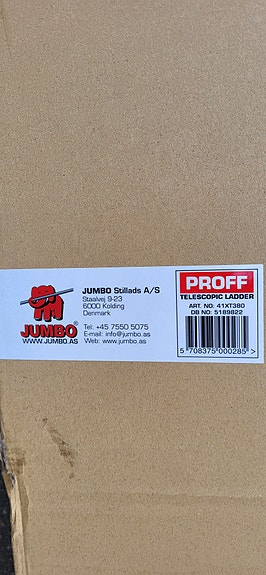 JUMBO®
WWW.JUMBO.AS
JUMBO Stillads A/S
Staalvej 9-23
6000 Kolding
Denmark
Tel: +45 7550 5075
E-mail: info@jumbo.as
Web: www.jumbo.as
PROFF
TELESCOPIC LADDER
ART. NO: 41XT380
DB NO: 5189822
5 708375 000285 >